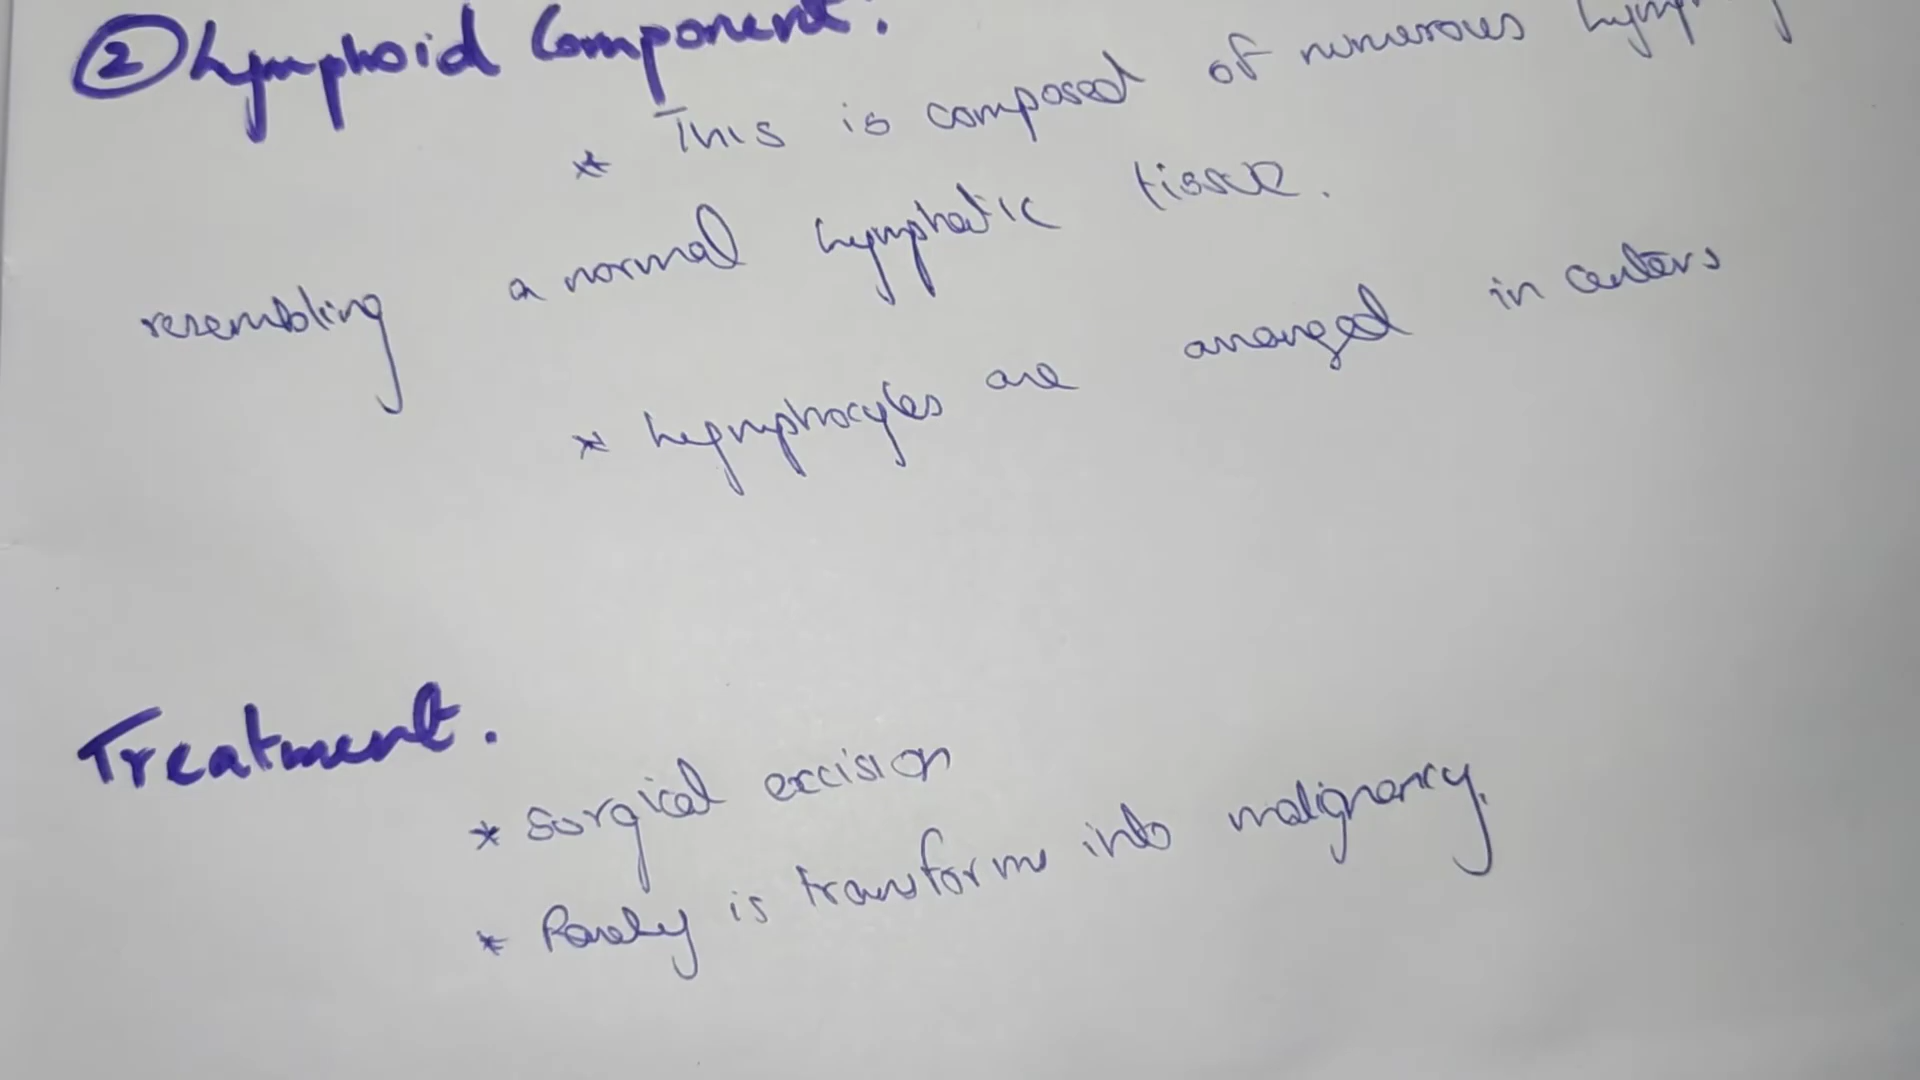 ② Lymphoid Component.
* This is composed of numerous
resembling a normal lymphatic tissue.
* Lymphocytes are arranged in centers
Treatment.
* Surgical excision
* Rarely is transforms into malignancy.